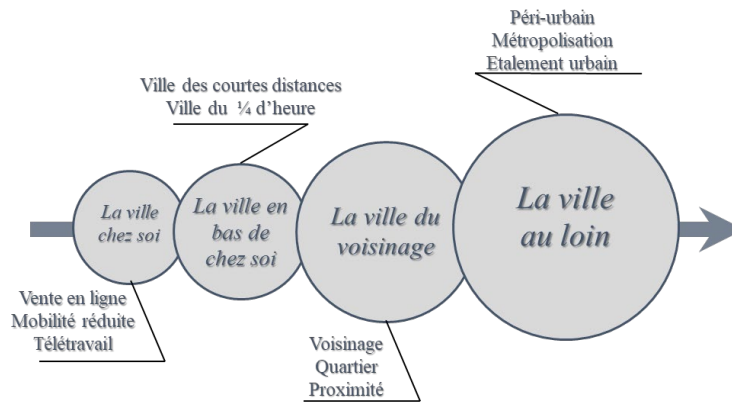 Péri-urbain
Métropolisation
Etalement urbain
Ville des courtes distances
Ville du ¼ d’heure
La ville
chez soi
La ville en
bas de
chez soi
La ville du
voisinage
La ville
au loin
Vente en ligne
Mobilité réduite
Télétravail
Voisinage
Quartier
Proximité